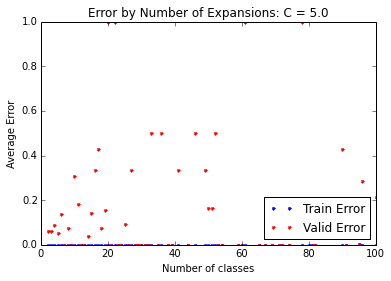 Error by Number of Expansions: C = 5.0
1.0
0.8
0.6
0.4
0.2
0.0
Average Error
Train Error
Valid Error
0
20
40
60
80
100
Number of classes